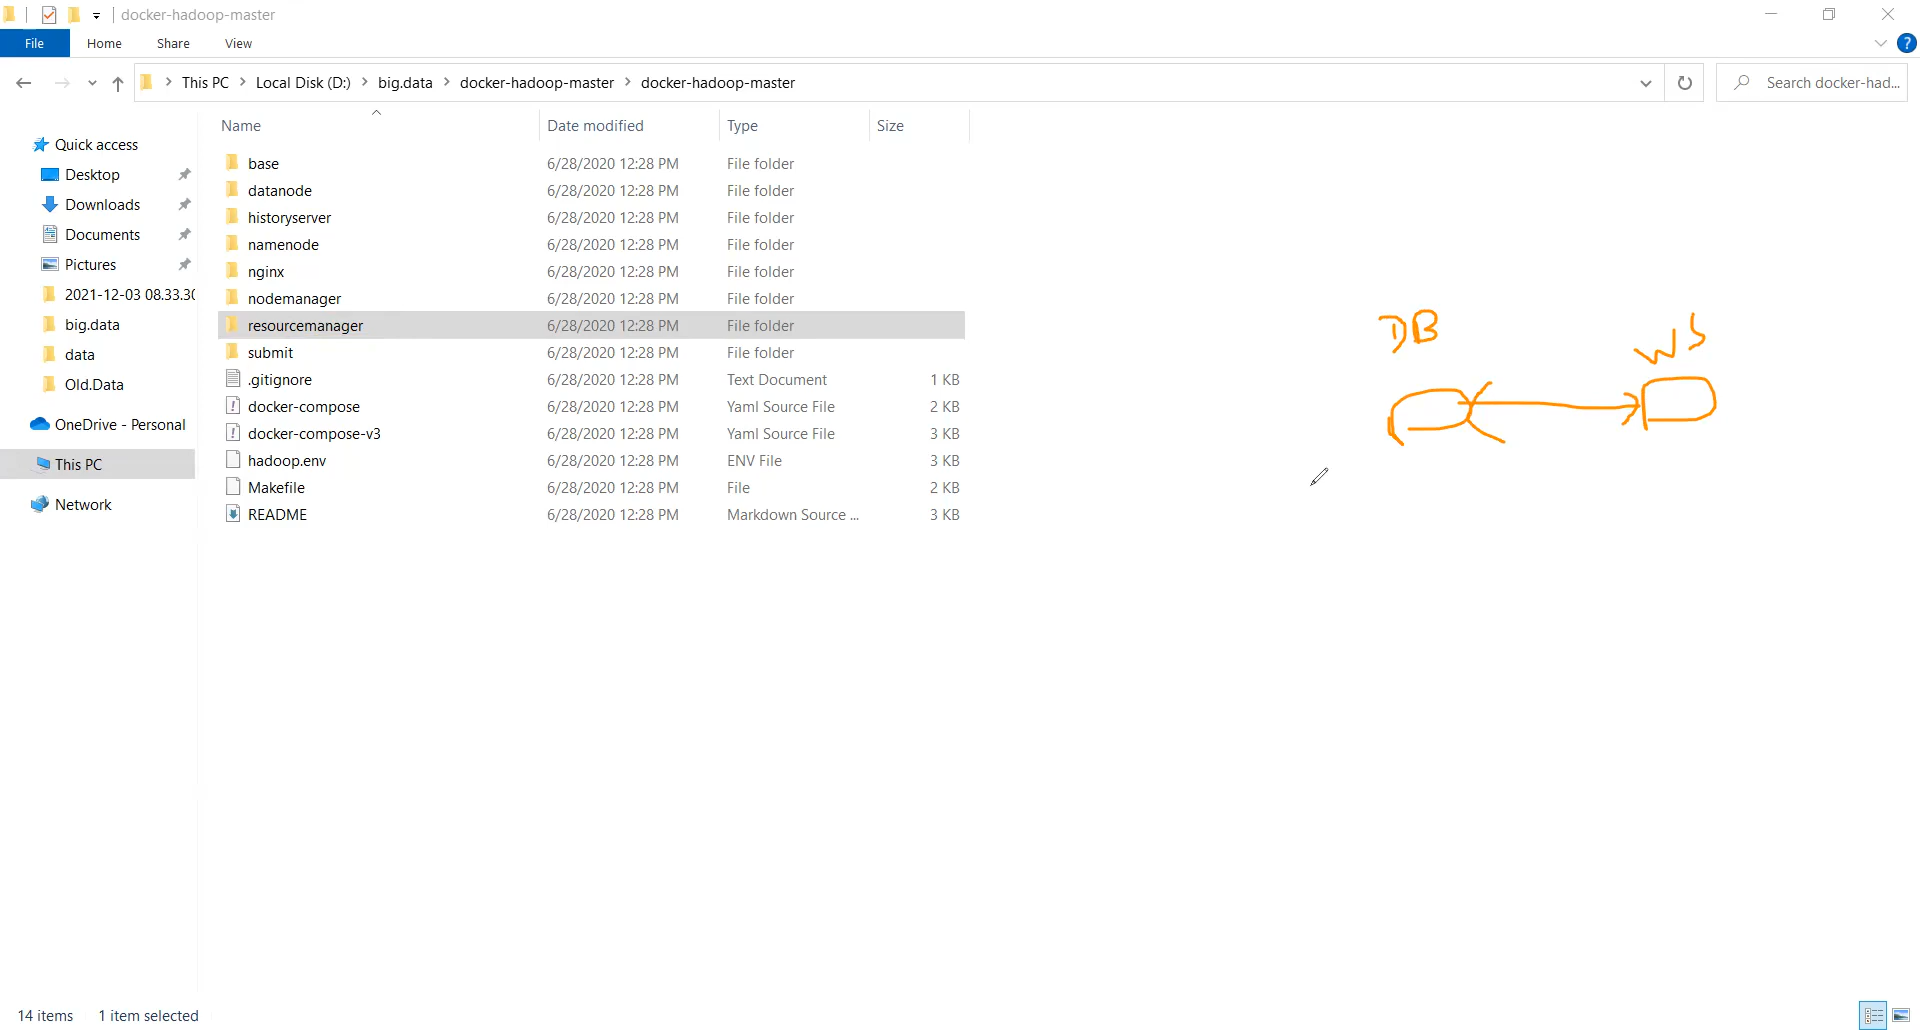 docker-hadoop-master
File Home Share View
This PC Local Disk (D:) big.data docker-hadoop-master docker-hadoop-master
Search docker-had...
Quick access
Desktop
Downloads
Documents
Pictures
2021-12-03 08.33.30
big.data
data
Old.Data
OneDrive - Personal
This PC
Network
Name Date modified Type Size
base 6/28/2020 12:28 PM File folder
datanode 6/28/2020 12:28 PM File folder
historyserver 6/28/2020 12:28 PM File folder
namenode 6/28/2020 12:28 PM File folder
nginx 6/28/2020 12:28 PM File folder
nodemanager 6/28/2020 12:28 PM File folder
resourcemanager 6/28/2020 12:28 PM File folder
submit 6/28/2020 12:28 PM File folder
.gitignore 6/28/2020 12:28 PM Text Document 1 KB
docker-compose 6/28/2020 12:28 PM Yaml Source File 2 KB
docker-compose-v3 6/28/2020 12:28 PM Yaml Source File 3 KB
hadoop.env 6/28/2020 12:28 PM ENV File 3 KB
Makefile 6/28/2020 12:28 PM File 2 KB
README 6/28/2020 12:28 PM Markdown Source ... 3 KB
DB
WS
14 items 1 item selected